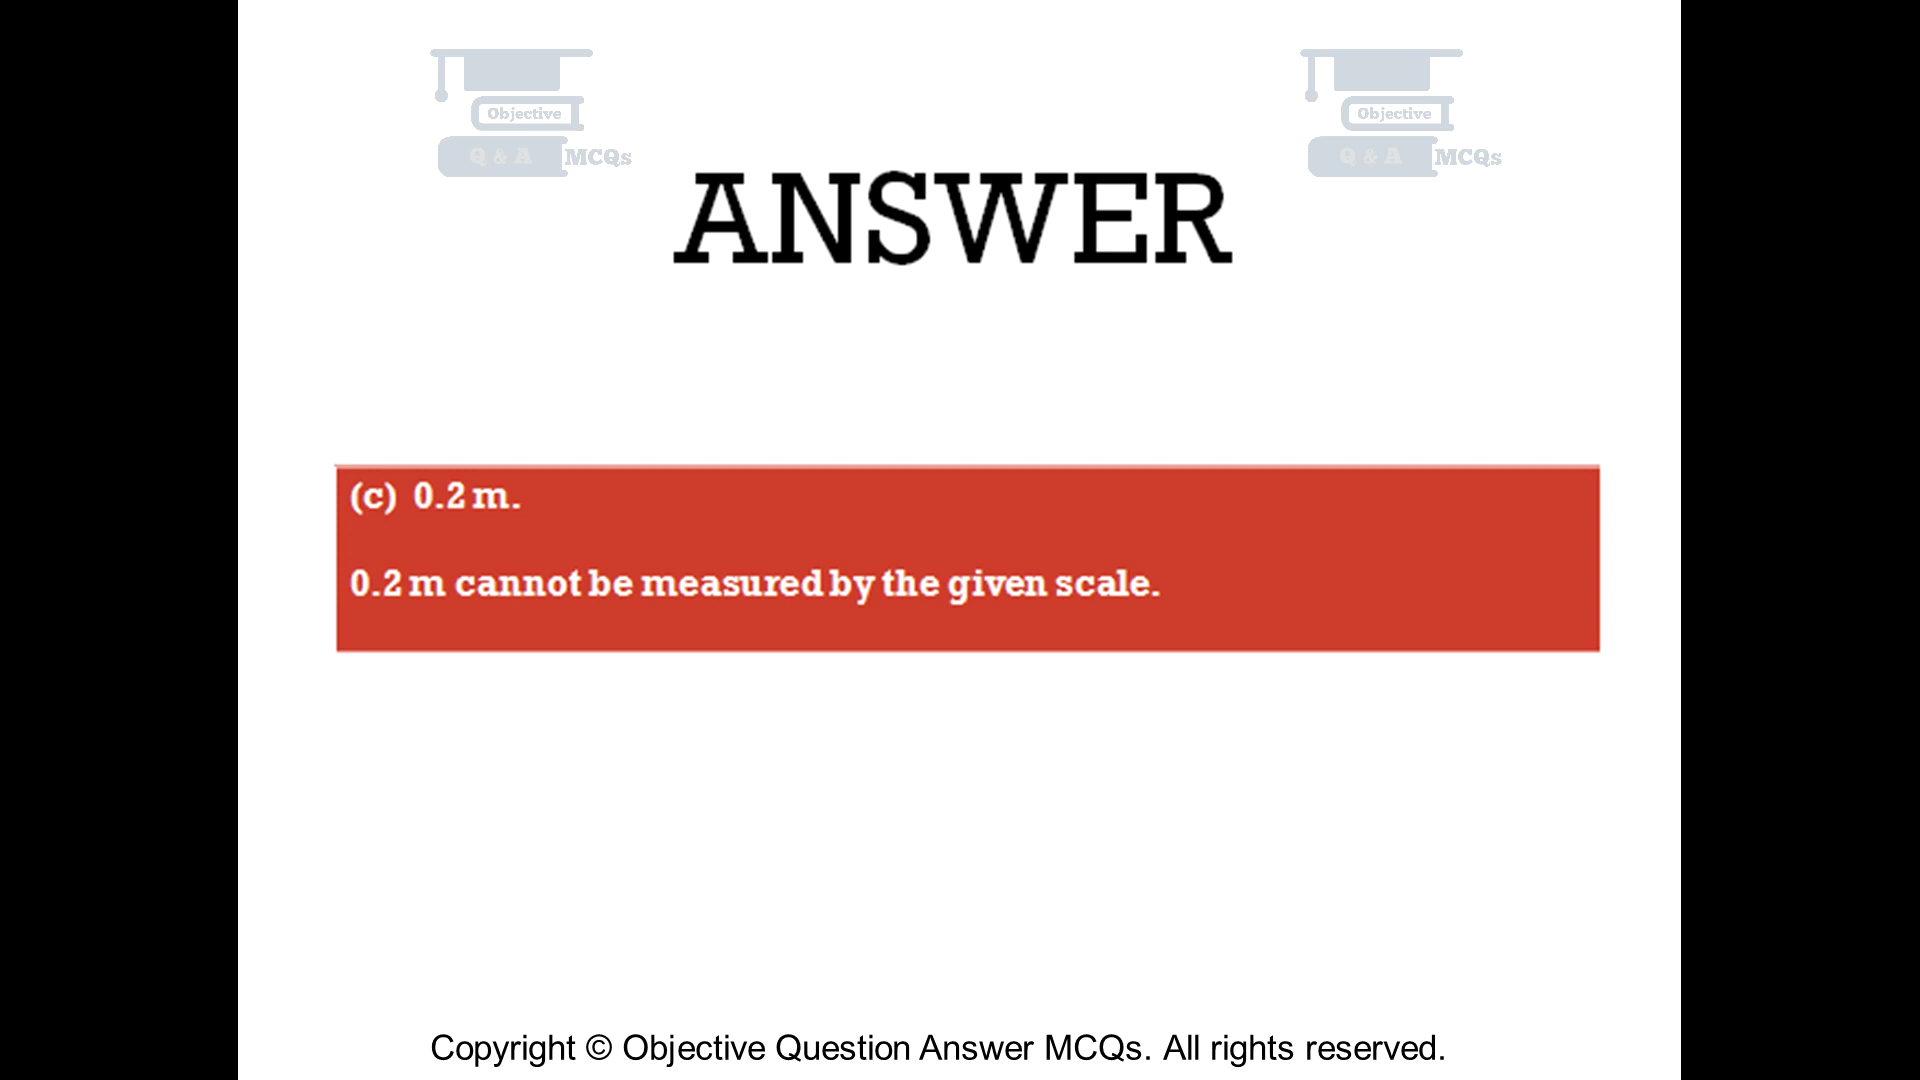 Objective
Q & A MCQs
Objective
Q & A MCQs
ANSWER
(c) 0.2 m.
0.2 m cannot be measured by the given scale.
Copyright © Objective Question Answer MCQs. All rights reserved.